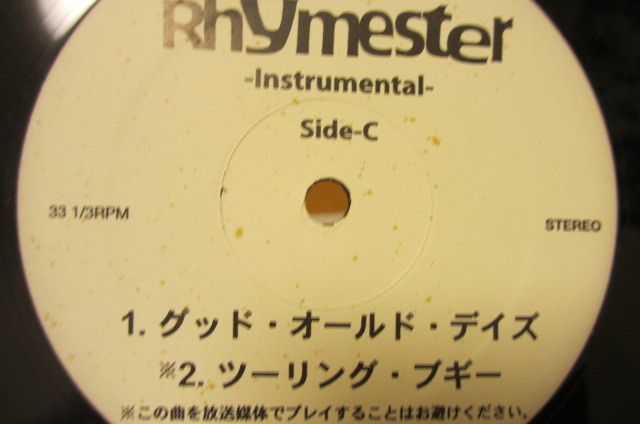 Rhymester
-Instrumental-
Side-C
33 1/3RPM
STEREO
1. グッド・オールド・デイズ
※2. ツーリング・ブギー
※この曲を放送媒体でプレイすることはお避けください。